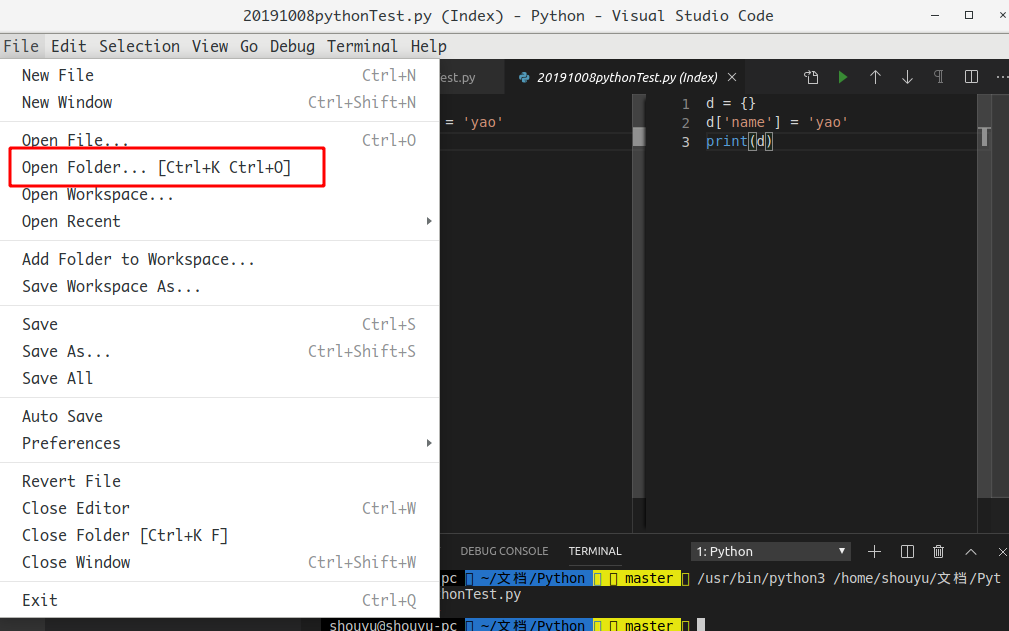 20191008pythonTest.py (Index) - Python - Visual Studio Code
File Edit Selection View Go Debug Terminal Help
New File Ctrl+N
New Window Ctrl+Shift+N
Open File... Ctrl+O
Open Folder... [Ctrl+K Ctrl+O]
Open Workspace...
Open Recent
Add Folder to Workspace...
Save Workspace As...
Save Ctrl+S
Save As... Ctrl+Shift+S
Save All
Auto Save
Preferences
Revert File
Close Editor Ctrl+W
Close Folder [Ctrl+K F]
Close Window Ctrl+Shift+W
Exit Ctrl+Q
est.py
20191008pythonTest.py (Index)
= 'yao'
1 d = {}
2 d['name'] = 'yao'
3 print(d)
DEBUG CONSOLE TERMINAL 1: Python
pc ~/文档/Python master /usr/bin/python3 /home/shouyu/文档/Pyt
honTest.py
shouyu@shouyu-pc ~/文档/Python master